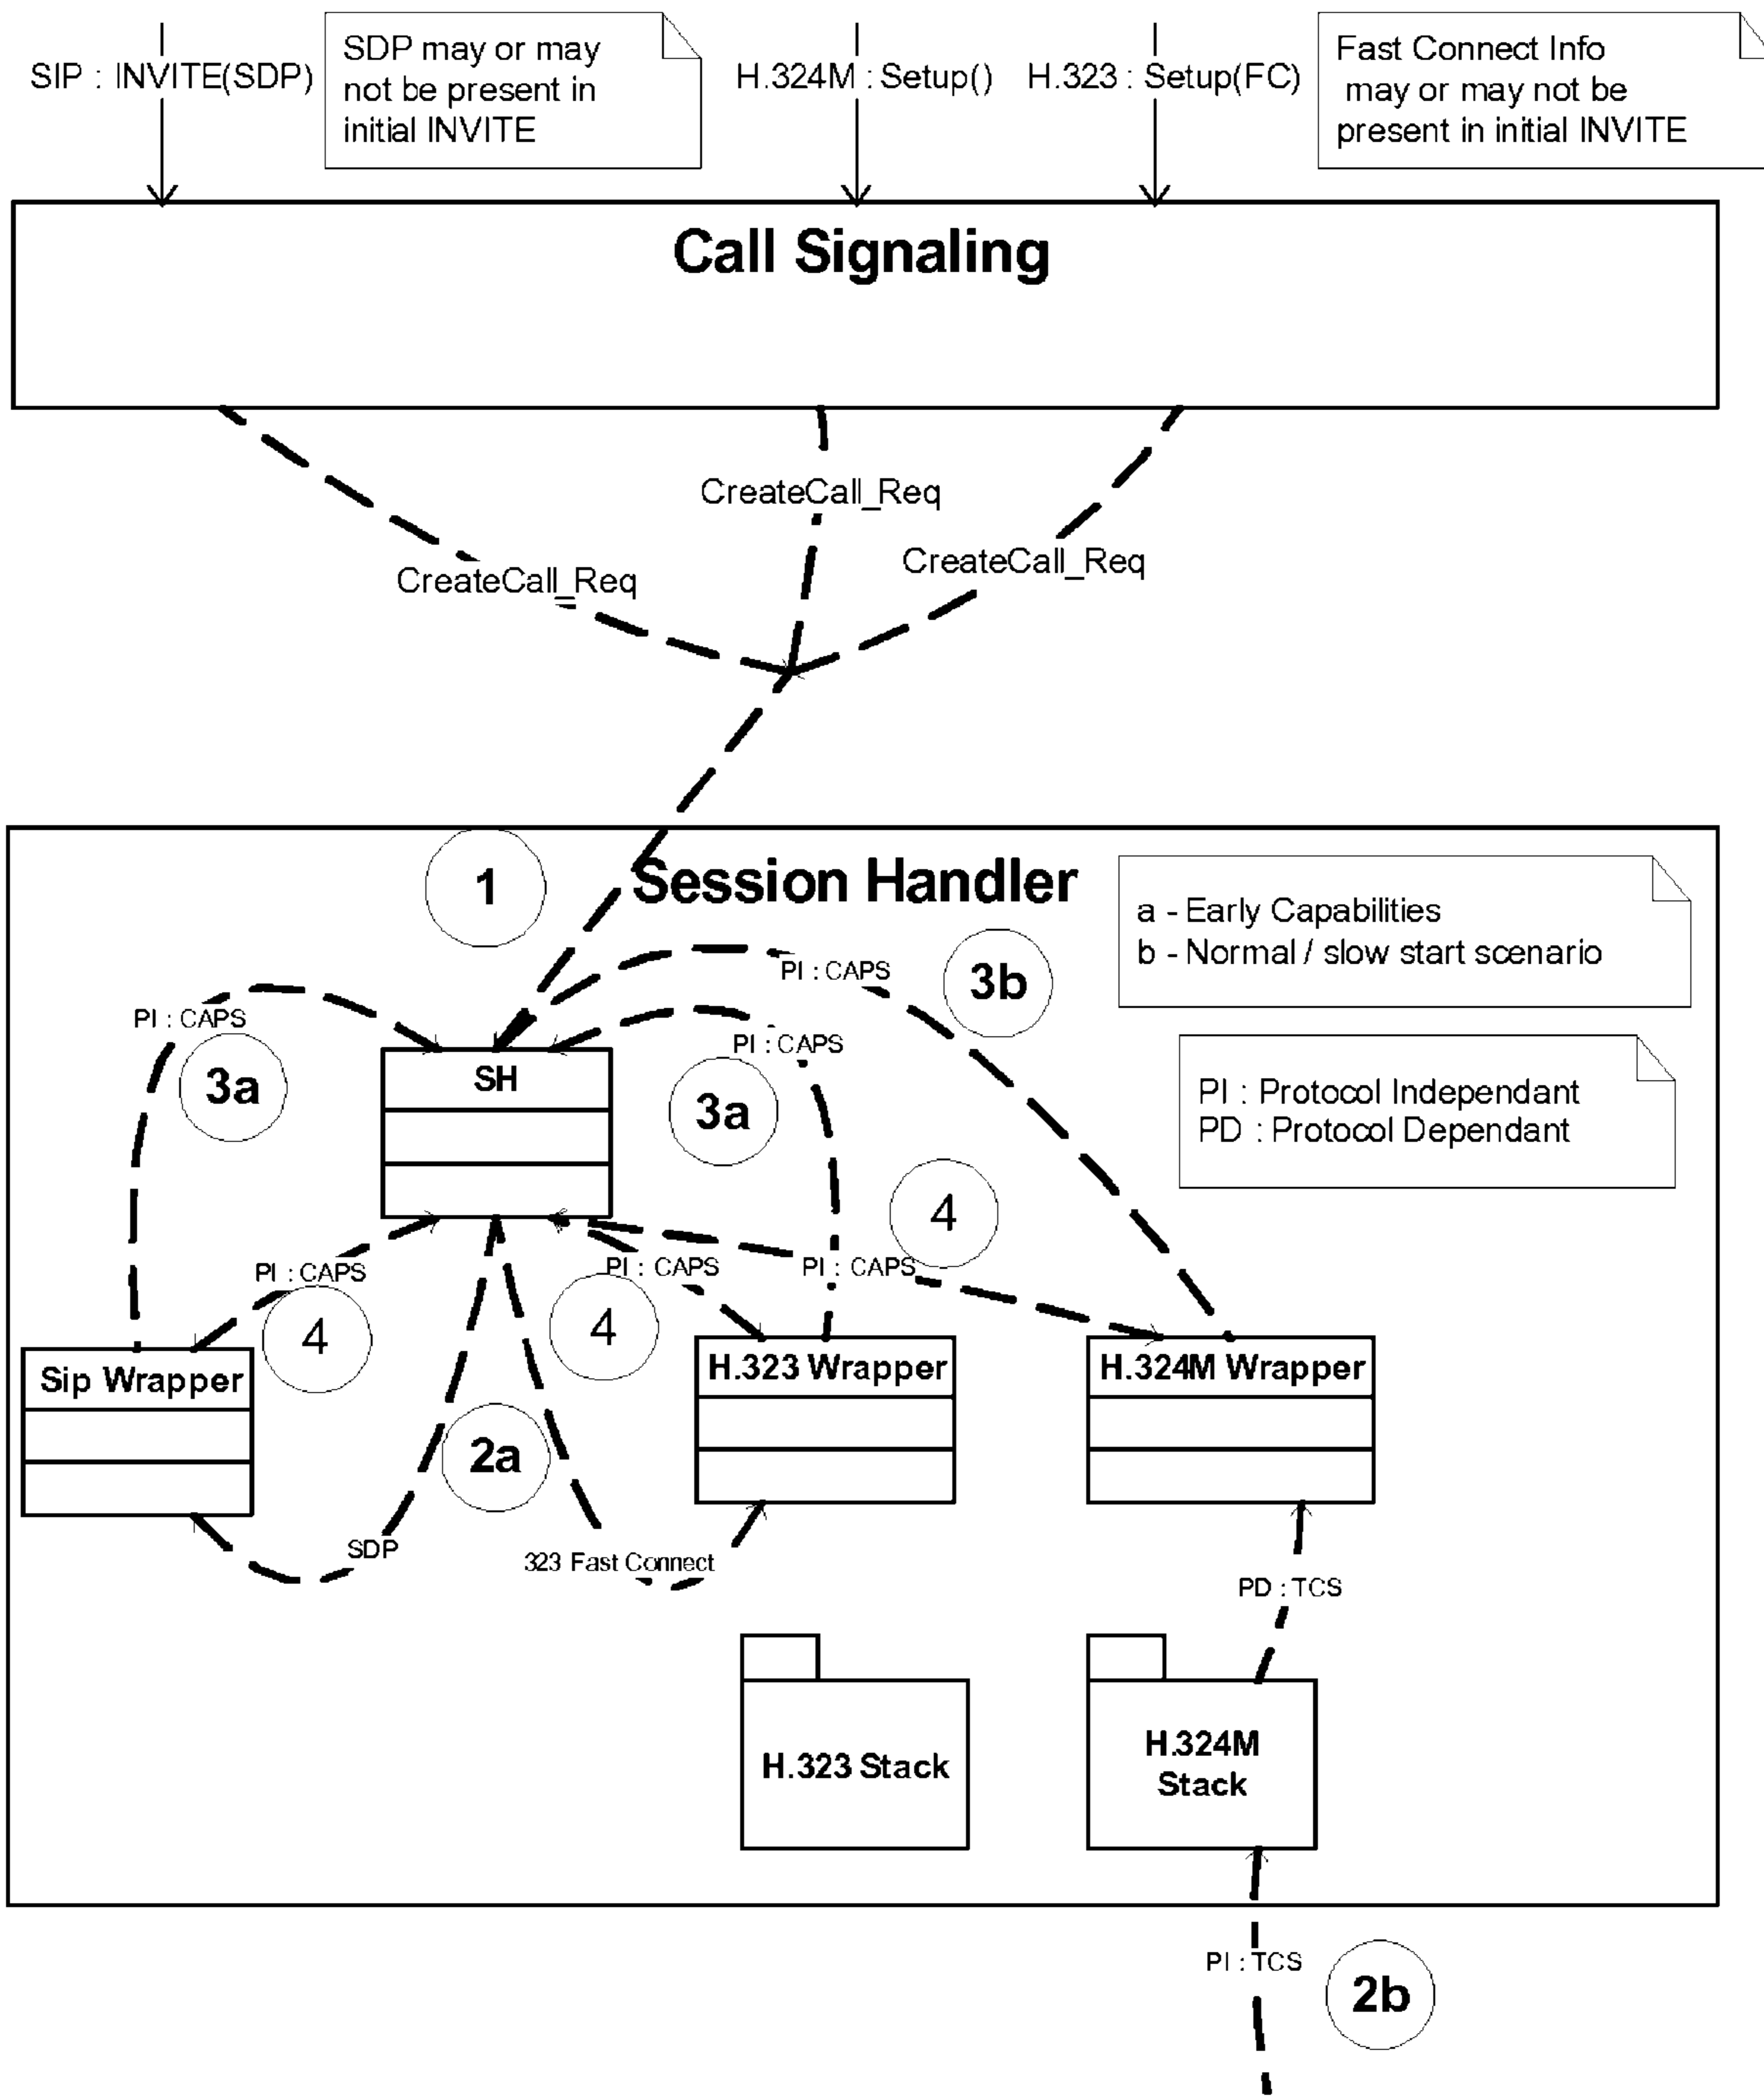 SIP : INVITE(SDP)
SDP may or may
not be present in
initial INVITE
H.324M : Setup()
H.323 : Setup(FC)
Fast Connect Info
may or may not be
present in initial INVITE
Call Signaling
CreateCall_Req
CreateCall_Req
CreateCall_Req
1
Session Handler
a - Early Capabilities
b - Normal / slow start scenario
PI : CAPS
3b
PI : CAPS
PI : CAPS
3a
SH
3a
PI : Protocol Independant
PD : Protocol Dependant
4
PI : CAPS
PI : CAPS
PI : CAPS
4
4
Sip Wrapper
H.323 Wrapper
H.324M Wrapper
2a
SDP
323 Fast Connect
PD : TCS
H.323 Stack
H.324M
Stack
PI : TCS
2b